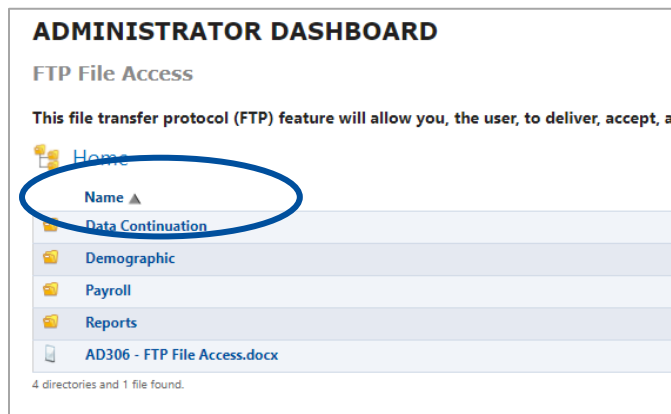 ADMINISTRATOR DASHBOARD
FTP File Access
This file transfer protocol (FTP) feature will allow you, the user, to deliver, accept, a
Home
Name ▲
Data Continuation
Demographic
Payroll
Reports
AD306 - FTP File Access.docx
4 directories and 1 file found.